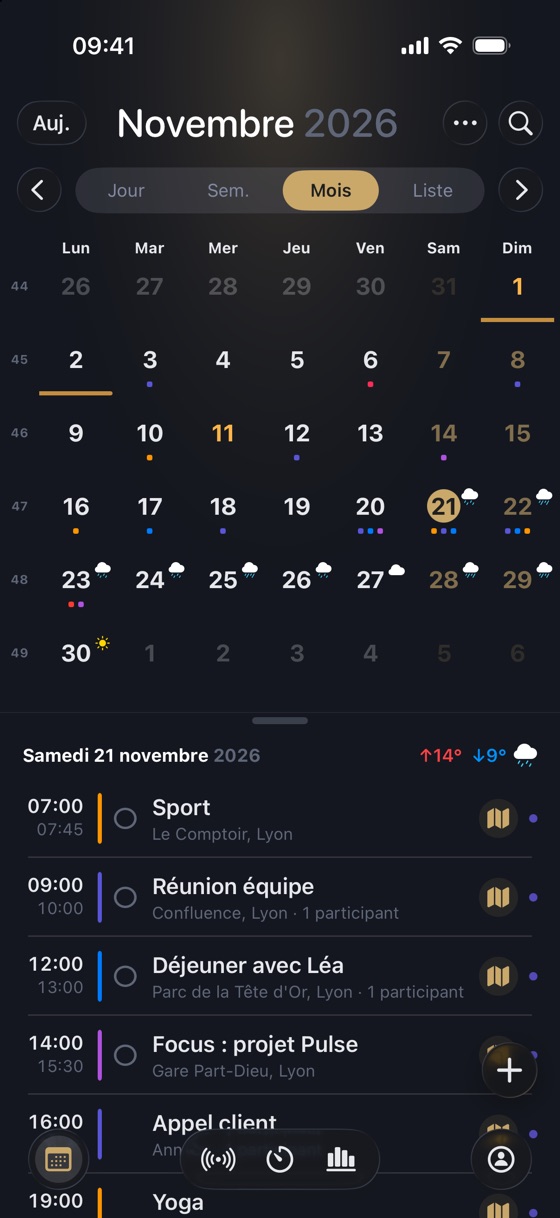 09:41
Auj. Novembre 2026
Jour Sem. Mois Liste
Lun Mar Mer Jeu Ven Sam Dim
44 26 27 28 29 30 31 1
45 2 3 4 5 6 7 8
46 9 10 11 12 13 14 15
47 16 17 18 19 20 21 22
48 23 24 25 26 27 28 29
49 30 1 2 3 4 5 6
Samedi 21 novembre 2026 ↑14° ↓9°
07:00 Sport
07:45 Le Comptoir, Lyon
09:00 Réunion équipe
10:00 Confluence, Lyon · 1 participant
12:00 Déjeuner avec Léa
13:00 Parc de la Tête d'Or, Lyon · 1 participant
14:00 Focus : projet Pulse
15:30 Gare Part-Dieu, Lyon
16:00 Appel client
19:00 Yoga